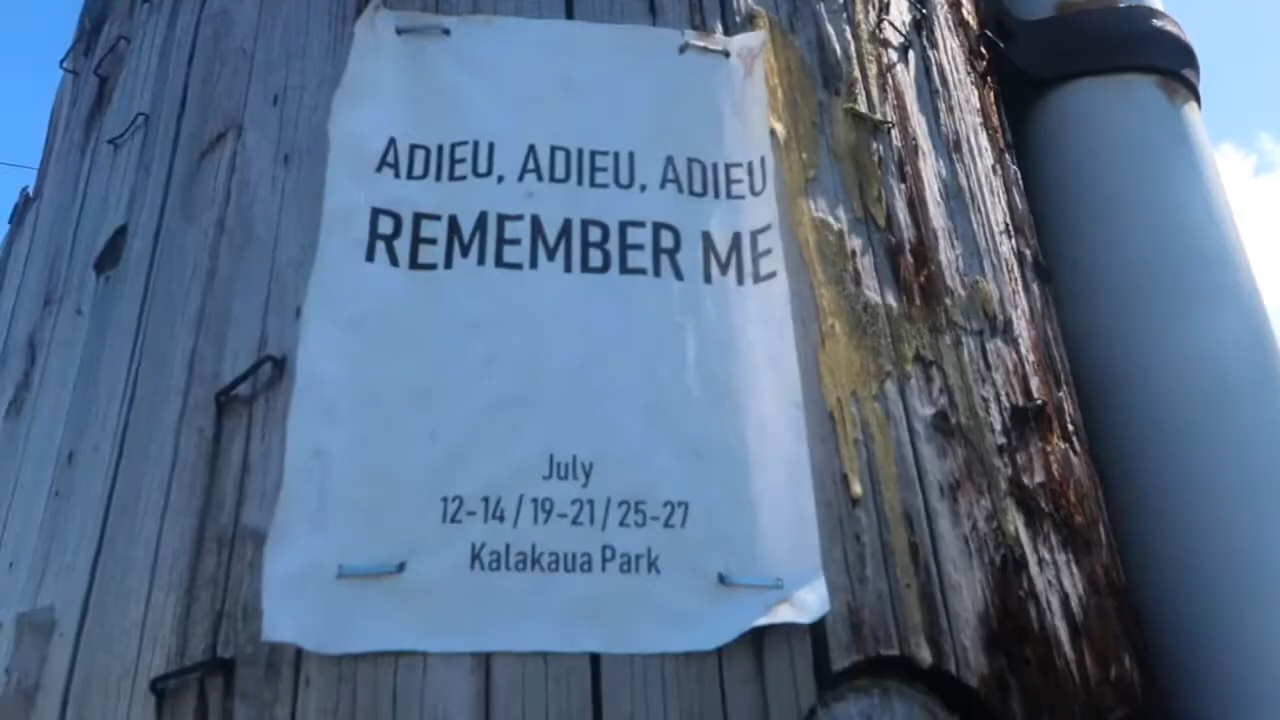 ADIEU, ADIEU, ADIEU
REMEMBER ME
July
12-14 / 19-21 / 25-27
Kalakaua Park